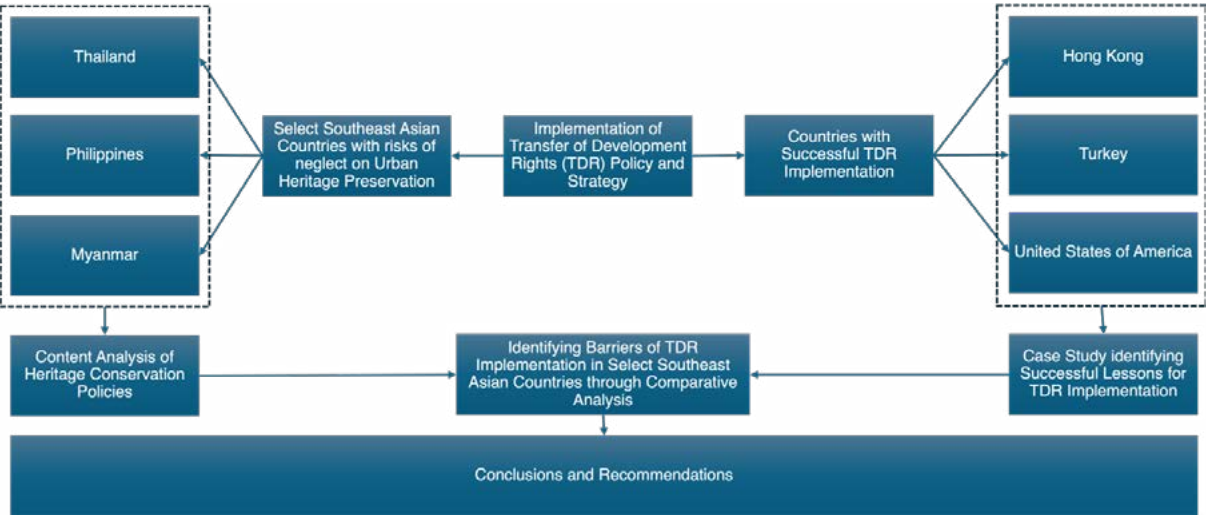 Thailand
Hong Kong
Select Southeast Asian
Countries with risks of
neglect on Urban
Heritage Preservation
Implementation of
Transfer of Development
Rights (TDR) Policy and
Strategy
Countries with
Successful TDR
Implementation
Philippines
Turkey
Myanmar
United States of America
Content Analysis of
Heritage Conservation
Policies
Identifying Barriers of TDR
Implementation in Select Southeast
Asian Countries through Comparative
Analysis
Case Study identifying
Successful Lessons for
TDR Implementation
Conclusions and Recommendations